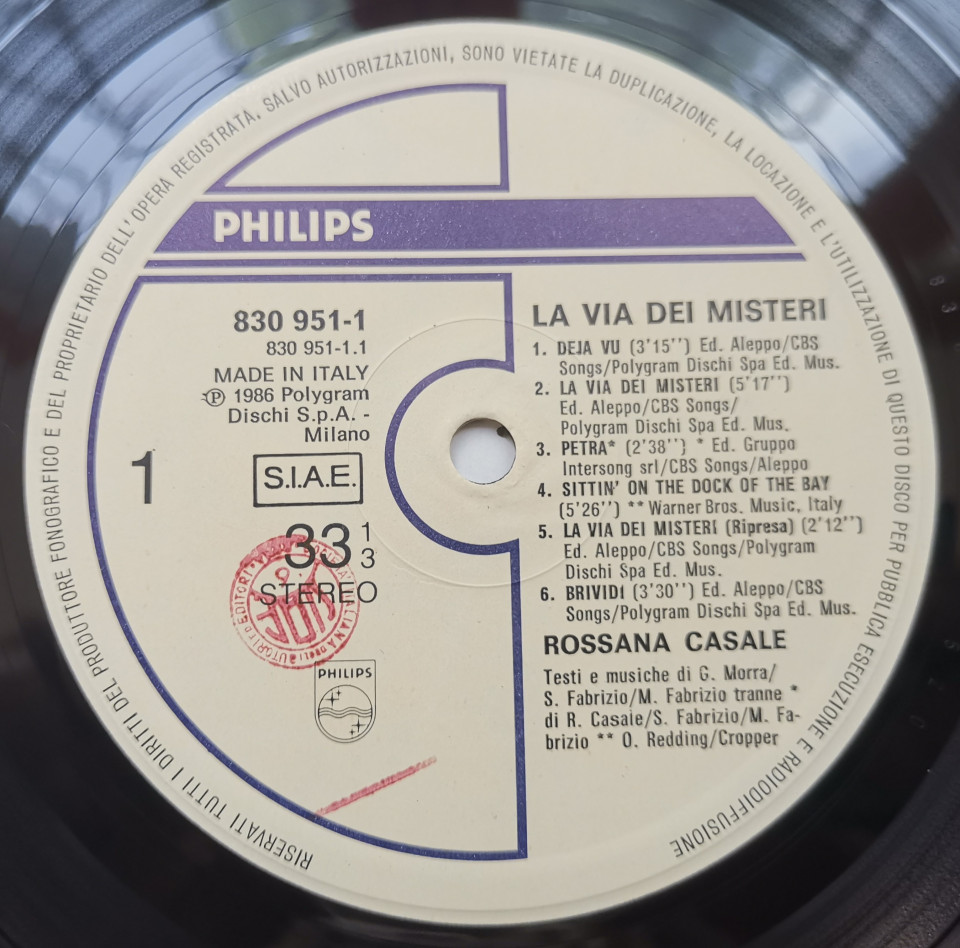 RISERVATI TUTTI I DIRITTI DEL PRODUTTORE FONOGRAFICO E DEL PROPRIETARIO DELL'OPERA REGISTRATA, SALVO AUTORIZZAZIONI, SONO VIETATE LA DUPLICAZIONE, LA LOCAZIONE E L'UTILIZZAZIONE DI QUESTO DISCO PER PUBBLICA ESECUZIONE E RADIODIFFUSIONE
PHILIPS
830 951-1
830 951-1.1
MADE IN ITALY
℗ 1986 Polygram
Dischi S.p.A. -
Milano
1
S.I.A.E.
33 1/3
STEREO
PHILIPS
LA VIA DEI MISTERI
1. DEJA VU (3'15'') Ed. Aleppo/CBS
Songs/Polygram Dischi Spa Ed. Mus.
2. LA VIA DEI MISTERI (5'17'')
Ed. Aleppo/CBS Songs/
Polygram Dischi Spa Ed. Mus.
3. PETRA* (2'38'') * Ed. Gruppo
Intersong srl/CBS Songs/Aleppo
4. SITTIN' ON THE DOCK OF THE BAY
(5'26'') ** Warner Bros. Music, Italy
5. LA VIA DEI MISTERI (Ripresa) (2'12'')
Ed. Aleppo/CBS Songs/Polygram
Dischi Spa Ed. Mus.
6. BRIVIDI (3'30'') Ed. Aleppo/CBS
Songs/Polygram Dischi Spa Ed. Mus.
ROSSANA CASALE
Testi e musiche di G. Morra/
S. Fabrizio/M. Fabrizio tranne *
di R. Casale/S. Fabrizio/M. Fa-
brizio ** O. Redding/Cropper